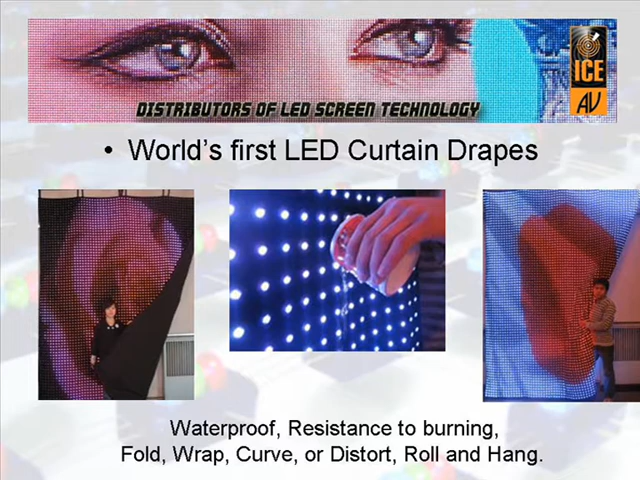 ICE
AV
DISTRIBUTORS OF LED SCREEN TECHNOLOGY
• World's first LED Curtain Drapes
Waterproof, Resistance to burning,
Fold, Wrap, Curve, or Distort, Roll and Hang.